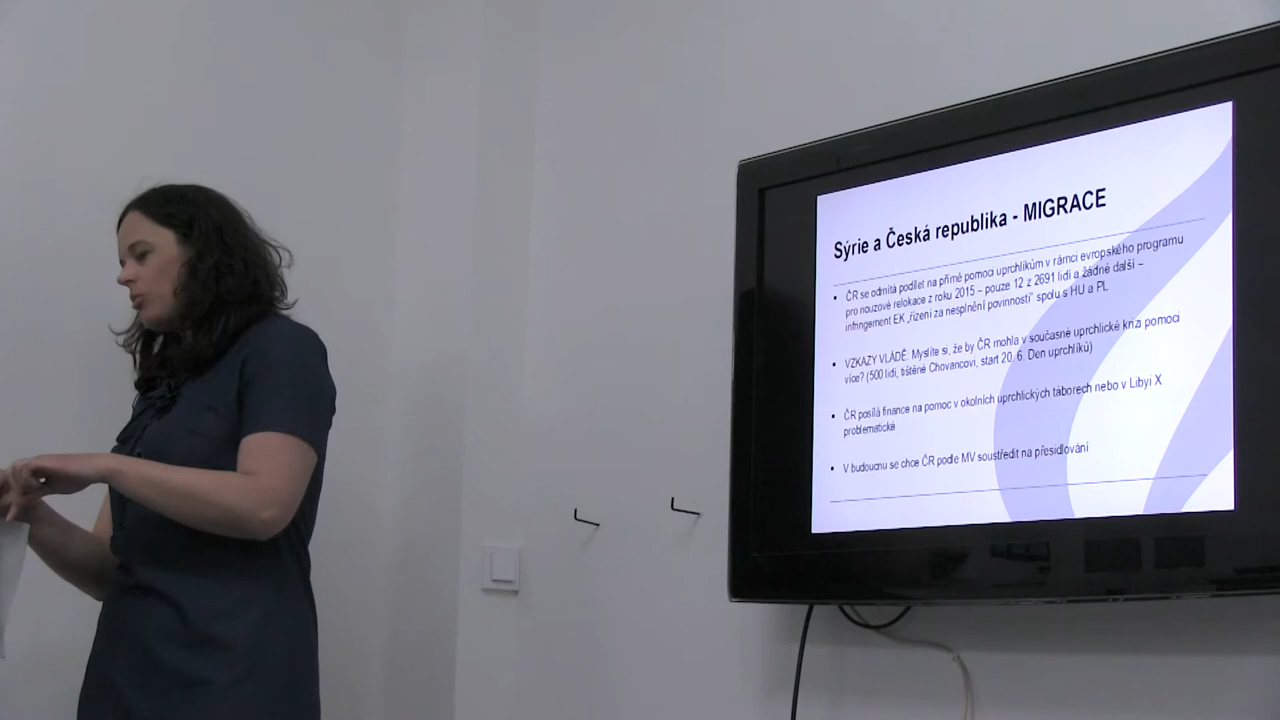 Sýrie a Česká republika - MIGRACE
▪ ČR se odmítá podílet na přímé pomoci uprchlíkům v rámci evropského programu
pro nouzové relokace z roku 2015 – pouze 12 z 2691 lidí a žádné další –
infringement EK „řízení za nesplnění povinnosti“ spolu s HU a PL
▪ VZKAZY VLÁDĚ: Myslíte si, že by ČR mohla v současné uprchlické krizi pomoci
více? (500 lidí, tištěné Chovancovi, start 20. 6. Den uprchlíků)
▪ ČR posílá finance na pomoc v okolních uprchlických táborech nebo v Libyi X
problematické
▪ V budoucnu se chce ČR podle MV soustředit na přesídlování